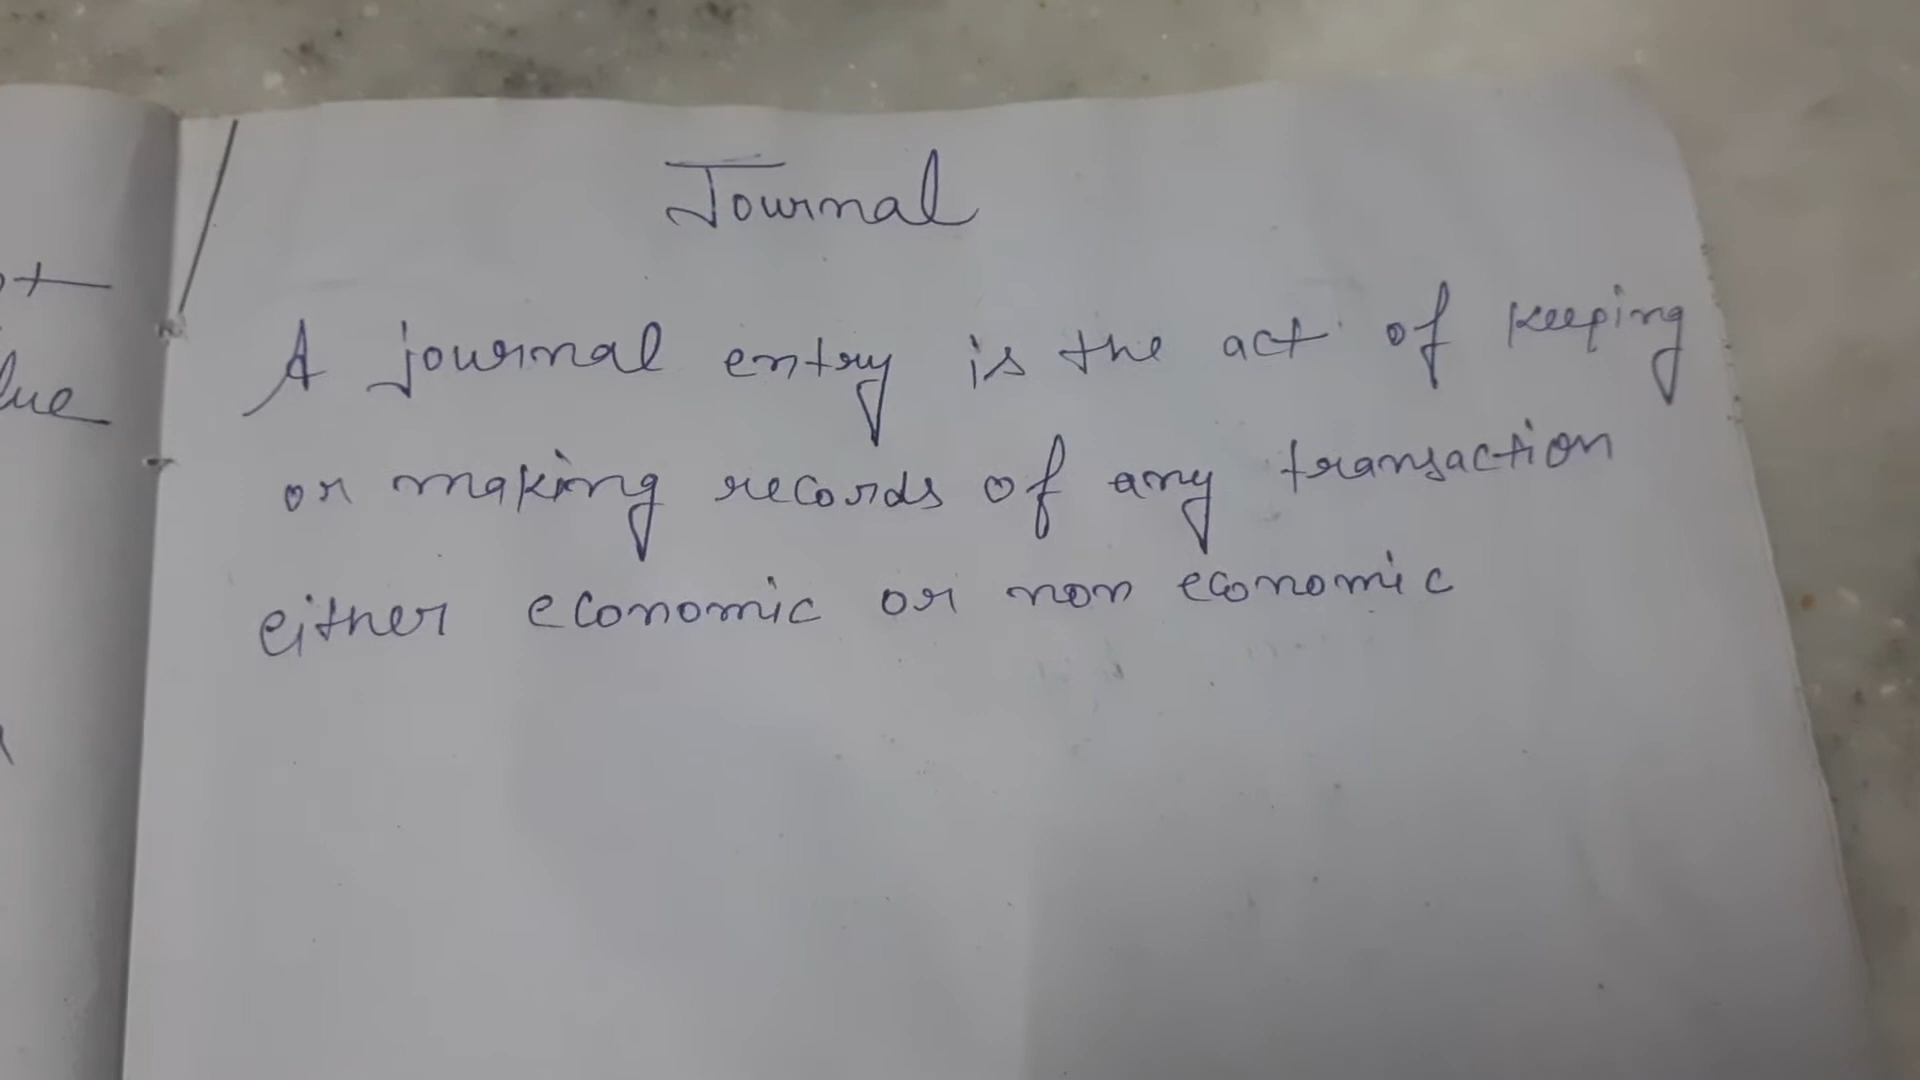 Journal
A journal entry is the act of keeping
or making records of any transaction
either economic or non economic